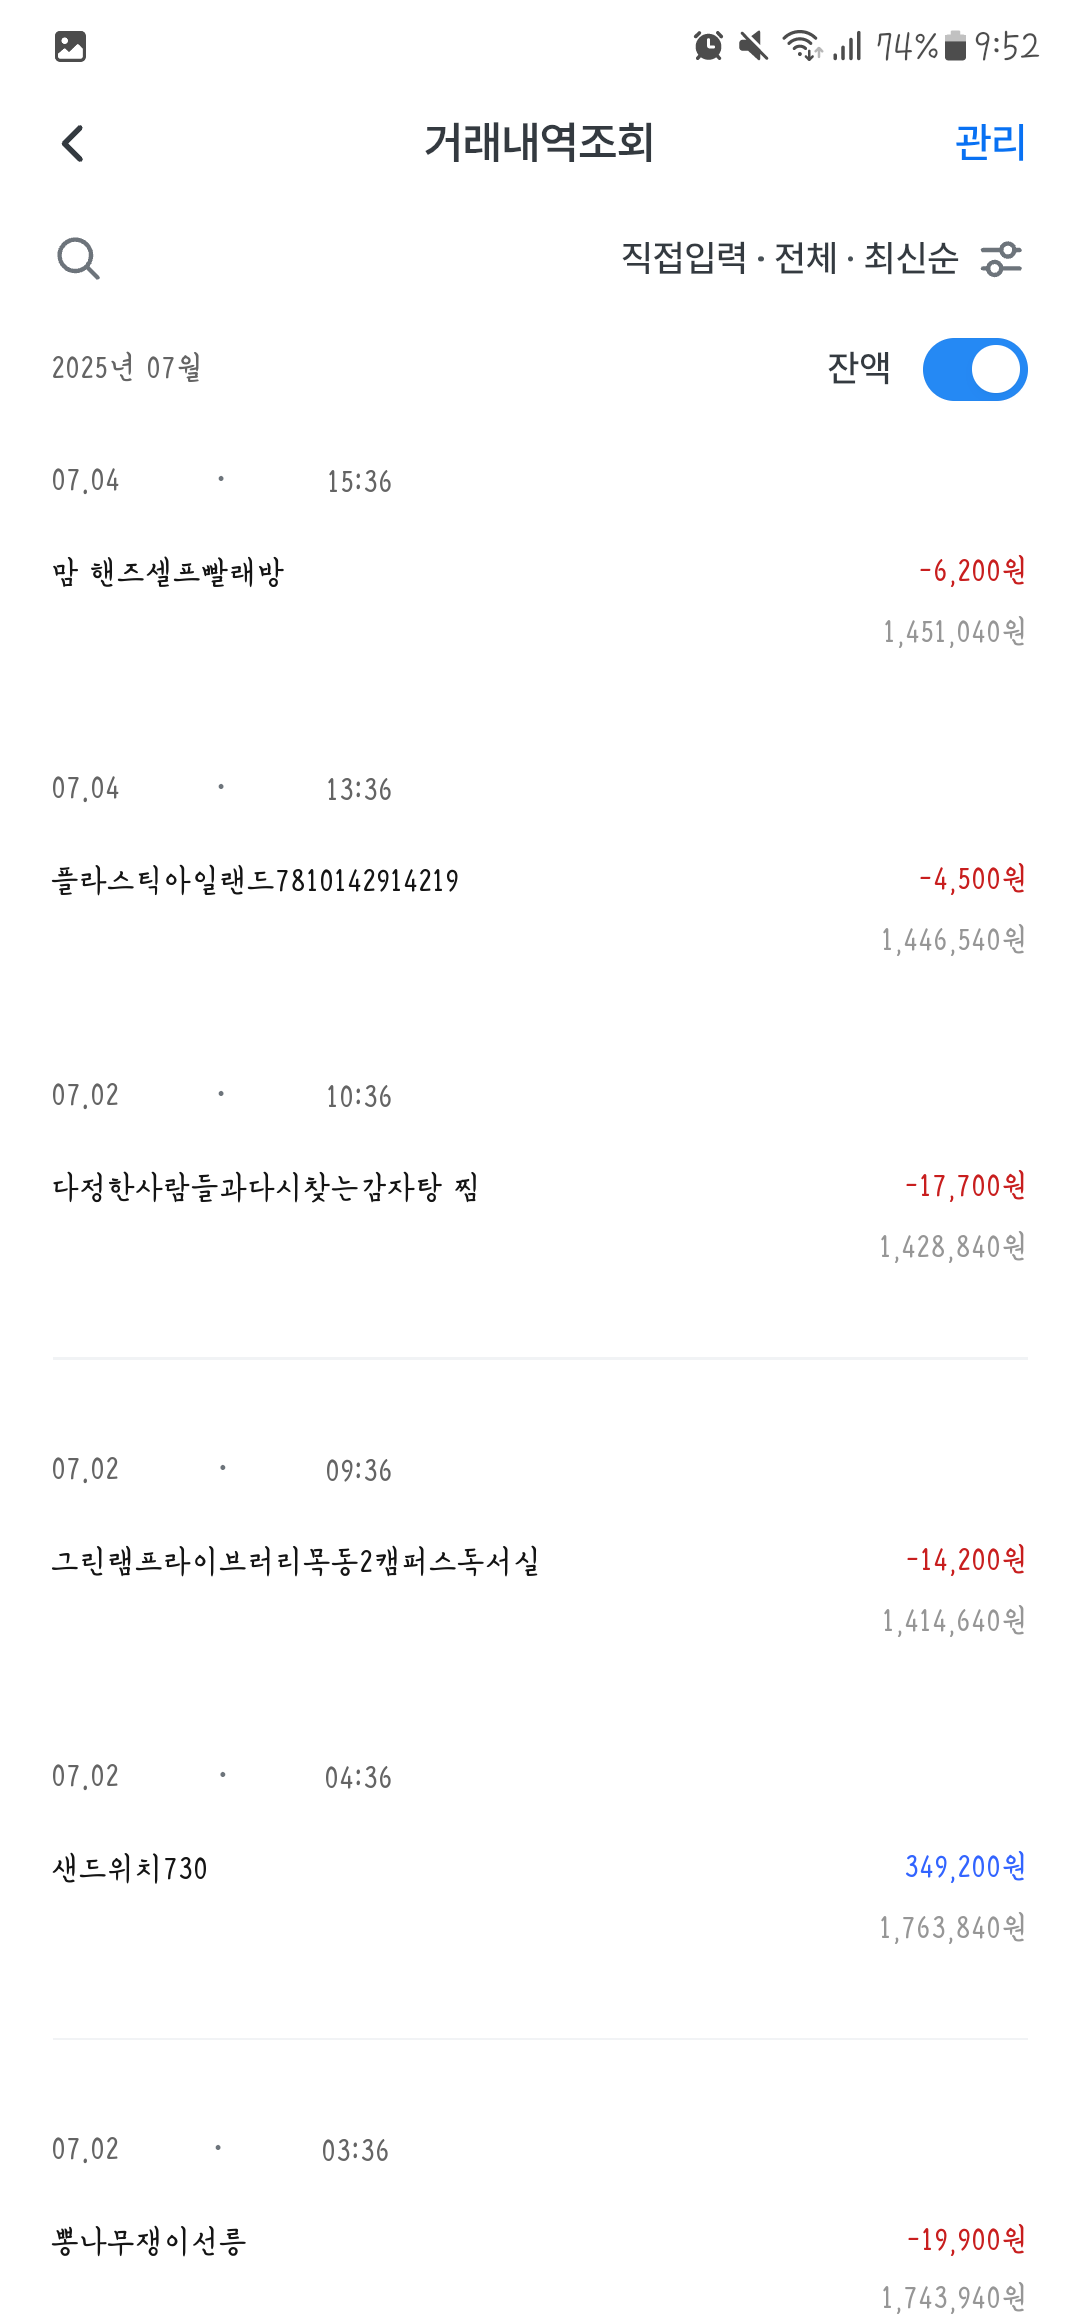 74% 9:52
거래내역조회 관리
직접입력 · 전체 · 최신순
2025년 07월 잔액
07.04 · 15:36
맘 핸즈셀프빨래방 -6,200원
1,451,040원
07.04 · 13:36
플라스틱아일랜드7810142914219 -4,500원
1,446,540원
07.02 · 10:36
다정한사람들과다시찾는감자탕 찜 -17,700원
1,428,840원
07.02 · 09:36
그린램프라이브러리목동2캠퍼스독서실 -14,200원
1,414,640원
07.02 · 04:36
샌드위치730 349,200원
1,763,840원
07.02 · 03:36
뽕나무쟁이선릉 -19,900원
1,743,940원